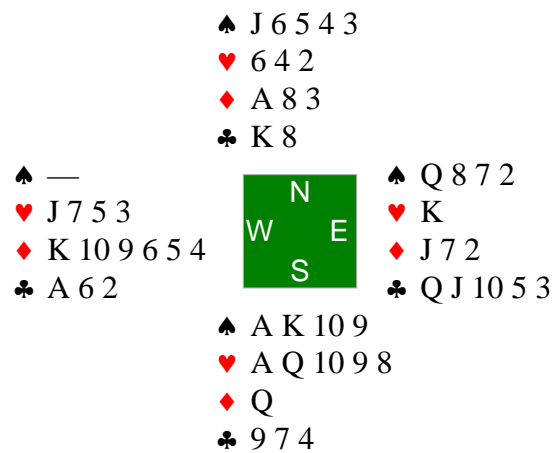 ♠ J 6 5 4 3
♥ 6 4 2
♦ A 8 3
♣ K 8
♠ —
♥ J 7 5 3
♦ K 10 9 6 5 4
♣ A 6 2
N
W E
S
♠ Q 8 7 2
♥ K
♦ J 7 2
♣ Q J 10 5 3
♠ A K 10 9
♥ A Q 10 9 8
♦ Q
♣ 9 7 4